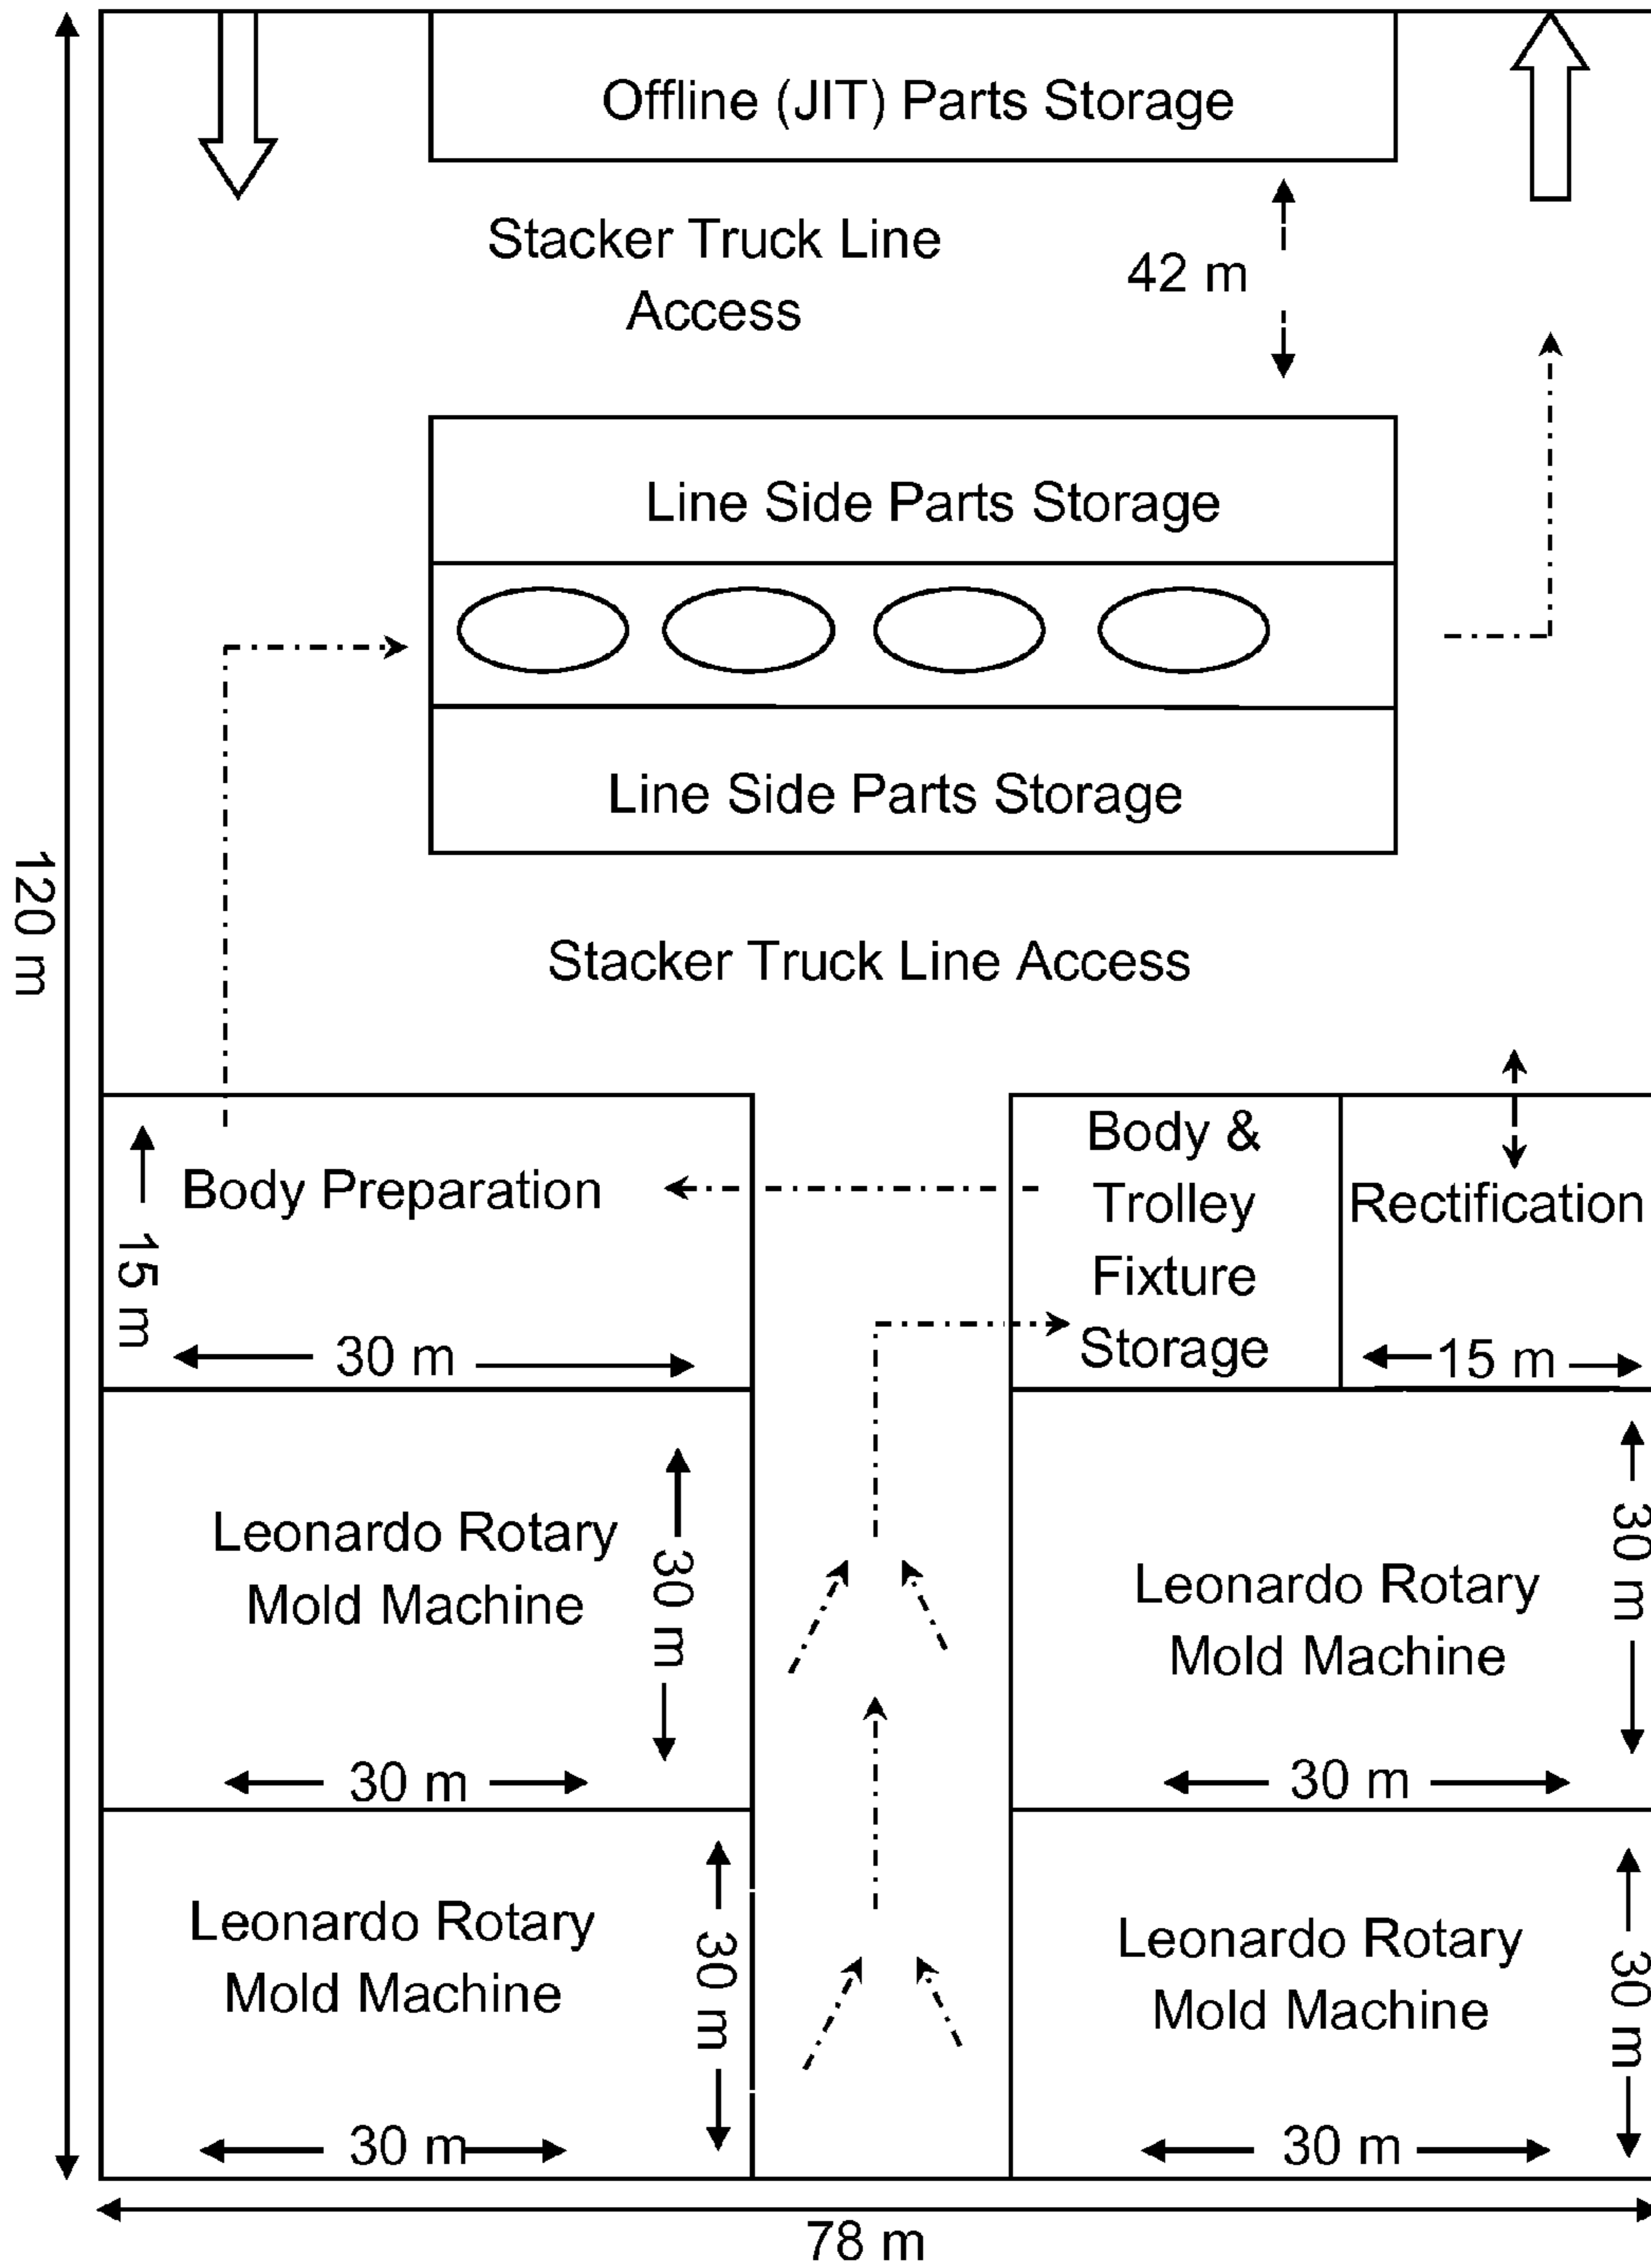 Offline (JIT) Parts Storage
Stacker Truck Line
Access
42 m
Line Side Parts Storage
Line Side Parts Storage
120 m
Stacker Truck Line Access
Body Preparation
15 m
30 m
Body &
Trolley
Fixture
Storage
Rectification
15 m
Leonardo Rotary
Mold Machine
30 m
30 m
Leonardo Rotary
Mold Machine
30 m
30 m
Leonardo Rotary
Mold Machine
30 m
30 m
Leonardo Rotary
Mold Machine
30 m
30 m
78 m